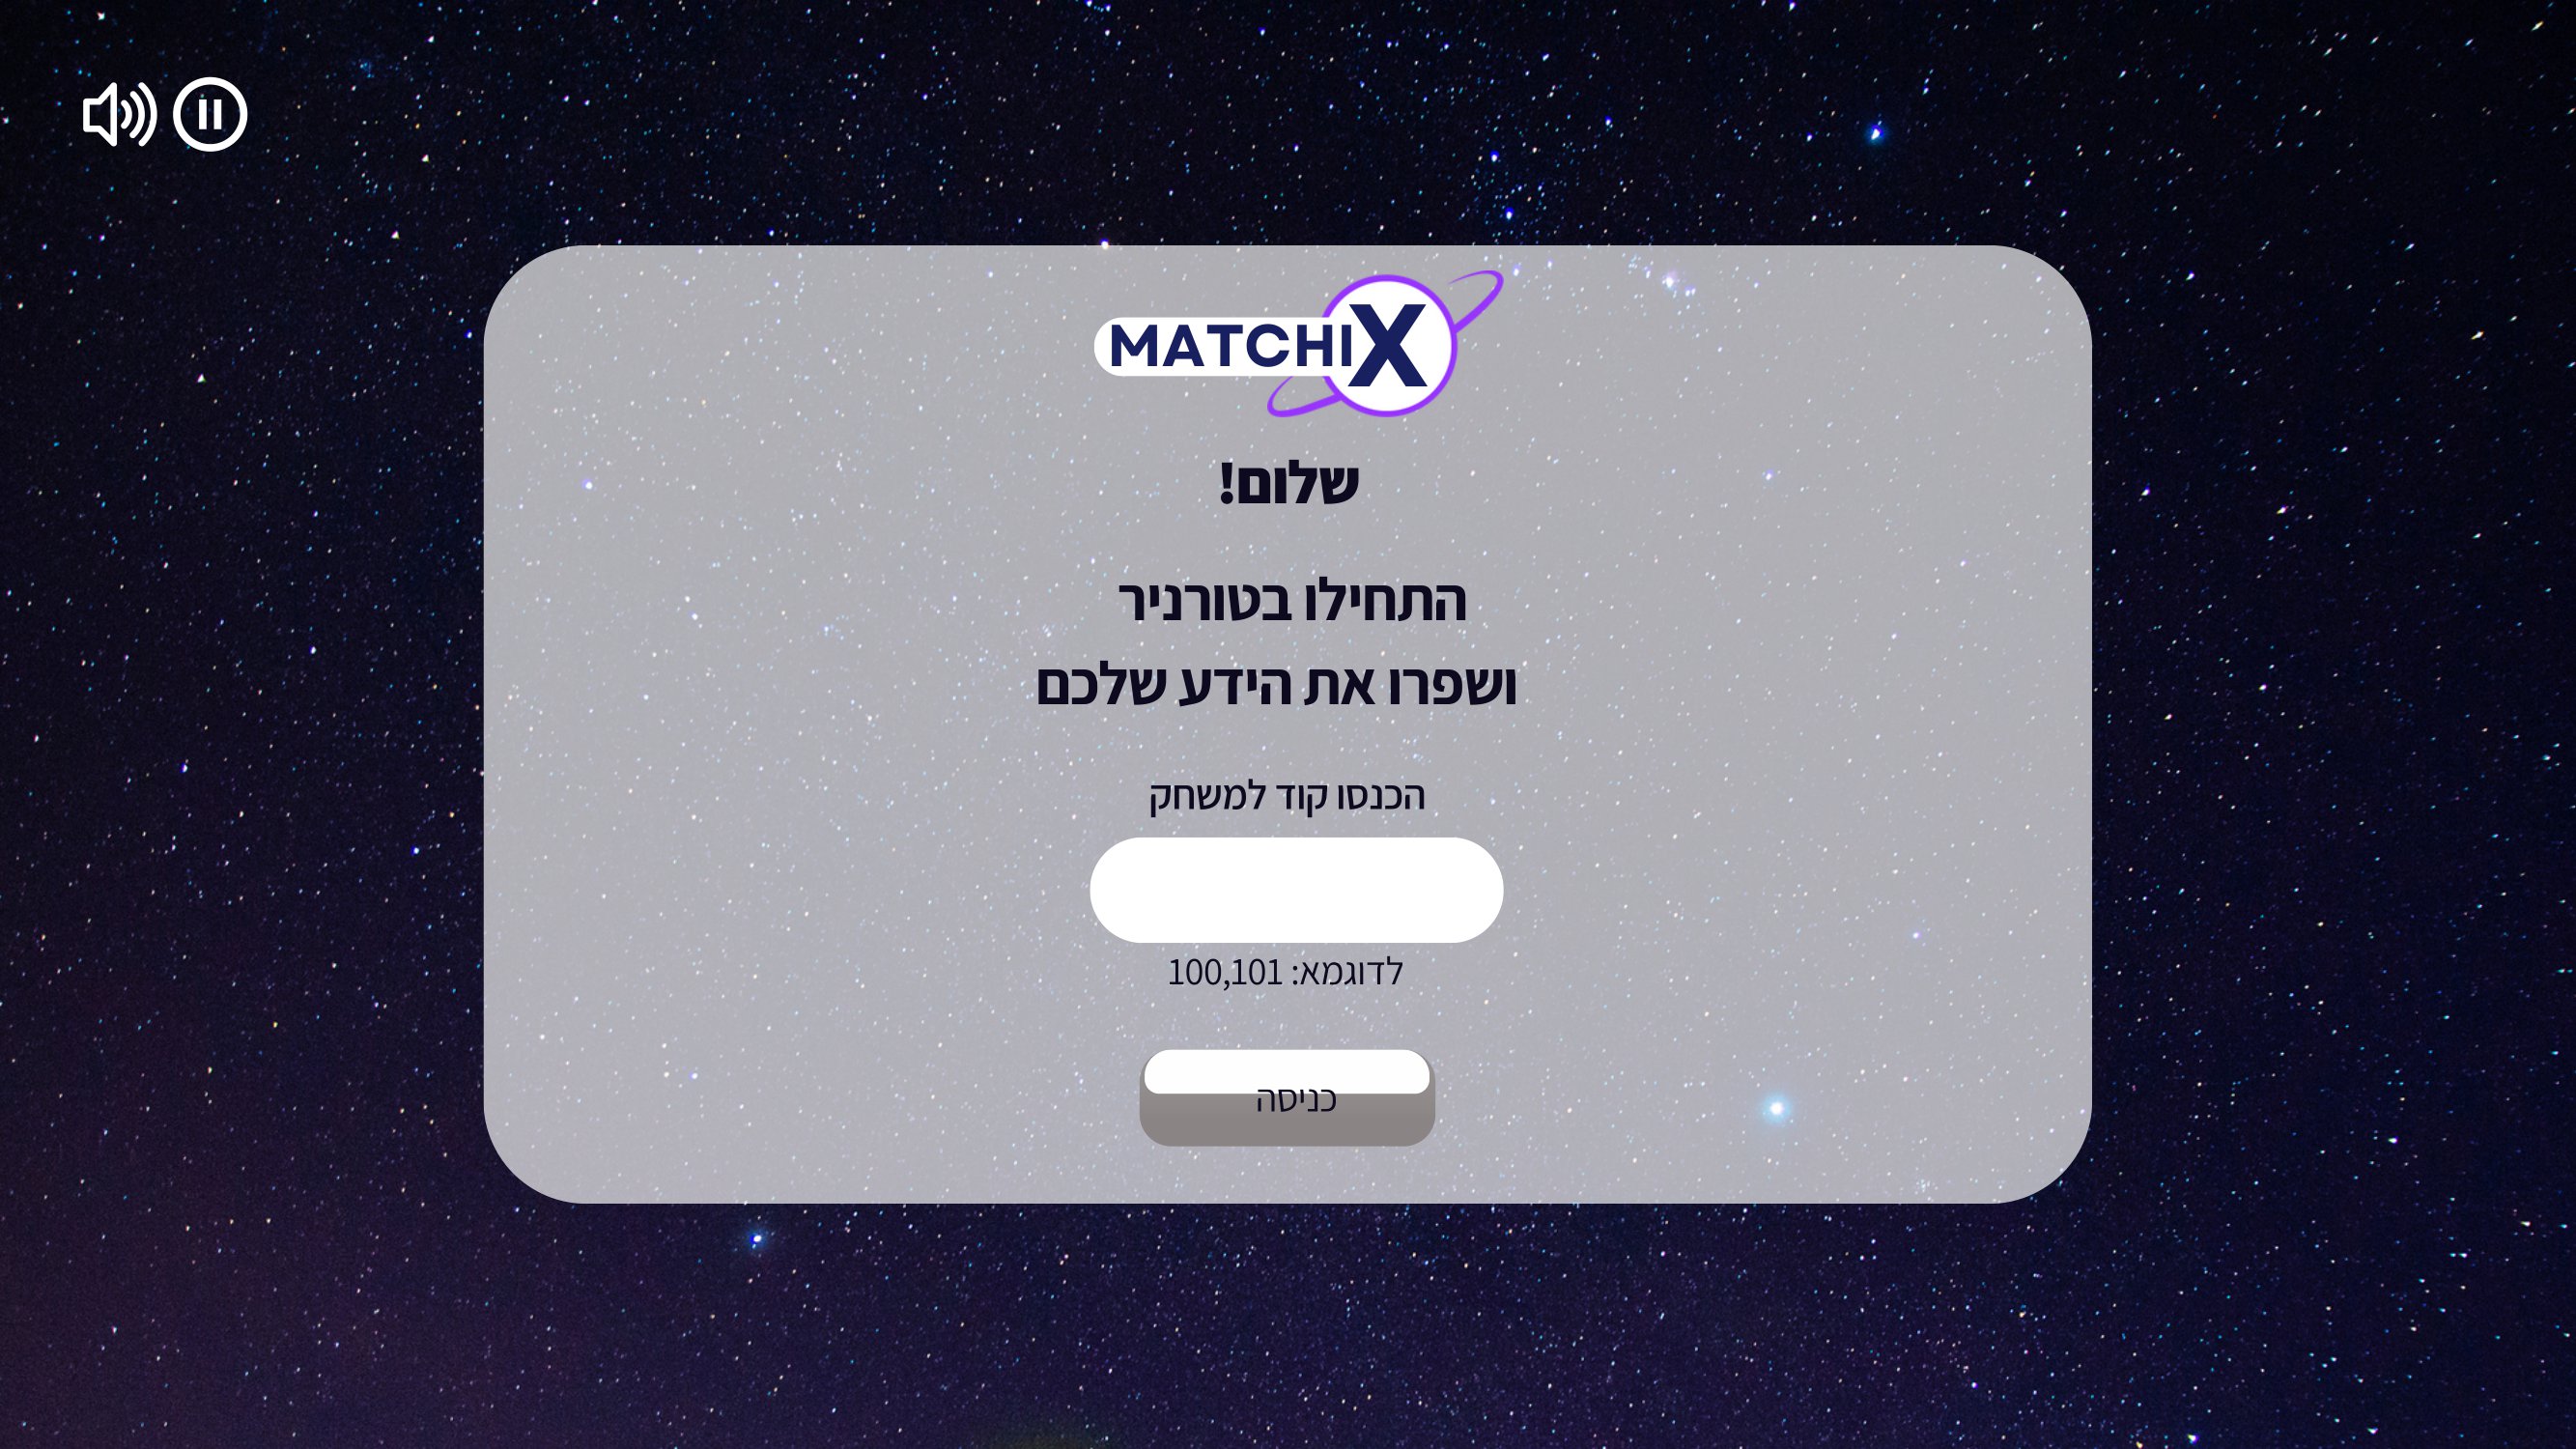 MATCHIX
שלום!
התחילו בטורניר
ושפרו את הידע שלכם
הכנסו קוד למשחק
לדוגמא: 100,101
כניסה